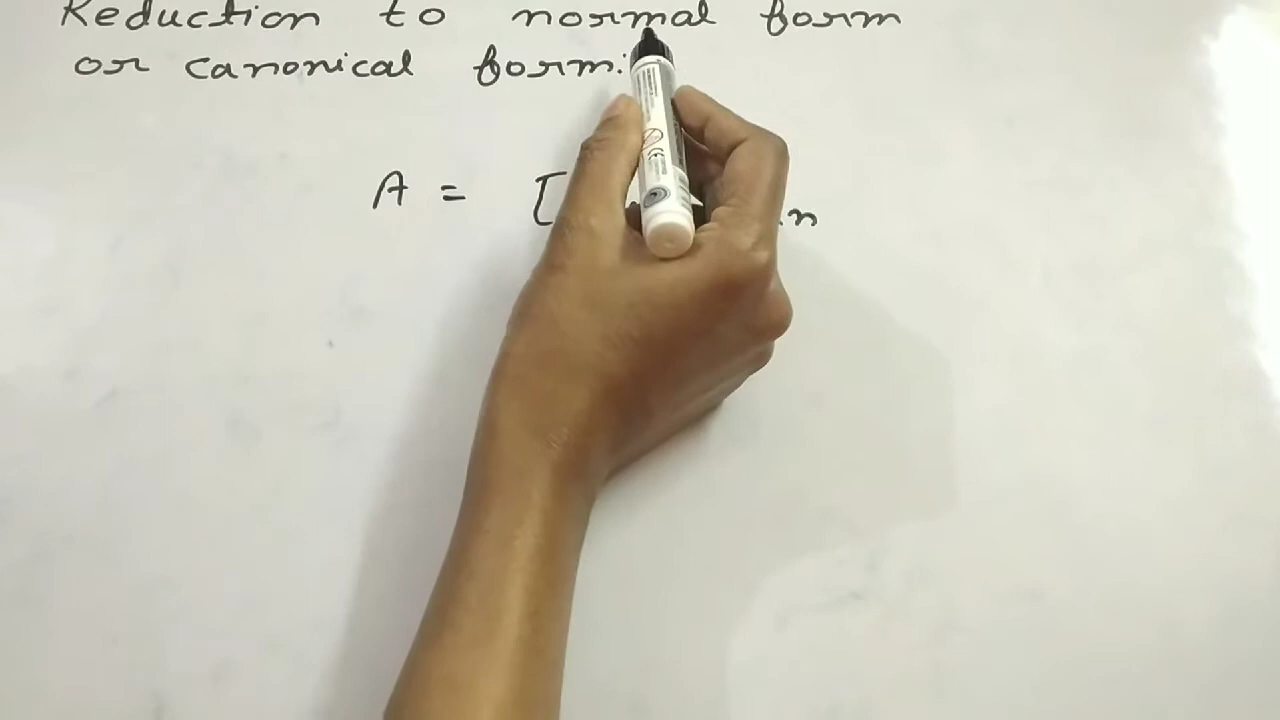 Reduction to normal form
or canonical form:
A = [ n